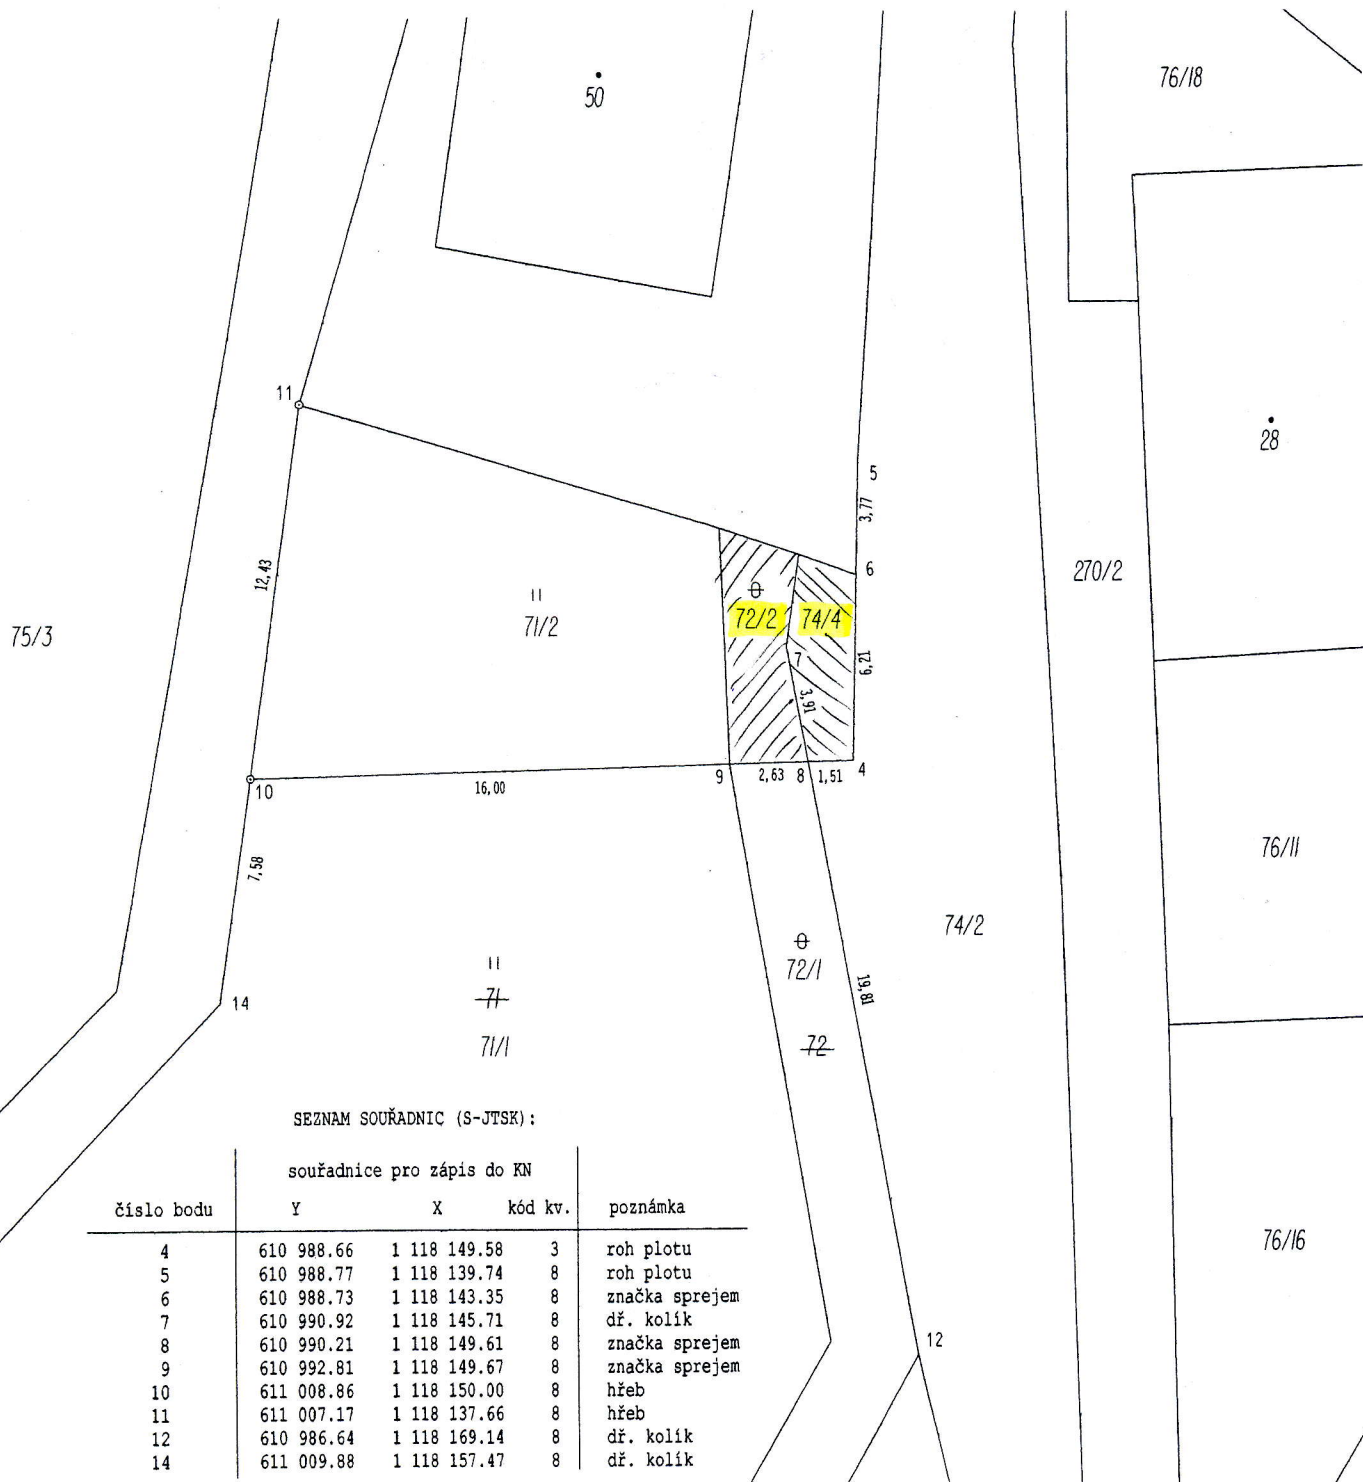 50
76/18
11
28
5
3,77
6
270/2
12,43
II
71/2
75/3
72/2
74/4
7
6,21
3,91
10
16,00
9
2,63
8
1,51
4
7,58
76/11
74/2
72/1
II
71
14
19,81
71/1
72
SEZNAM SOUŘADNIC (S-JTSK):
souřadnice pro zápis do KN
číslo bodu Y X kód kv. poznámka
4 610 988.66 1 118 149.58 3 roh plotu
5 610 988.77 1 118 139.74 8 roh plotu
6 610 988.73 1 118 143.35 8 značka sprejem
7 610 990.92 1 118 145.71 8 dř. kolík
8 610 990.21 1 118 149.61 8 značka sprejem
9 610 992.81 1 118 149.67 8 značka sprejem
10 611 008.86 1 118 150.00 8 hřeb
11 611 007.17 1 118 137.66 8 hřeb
12 610 986.64 1 118 169.14 8 dř. kolík
14 611 009.88 1 118 157.47 8 dř. kolík
76/16
12